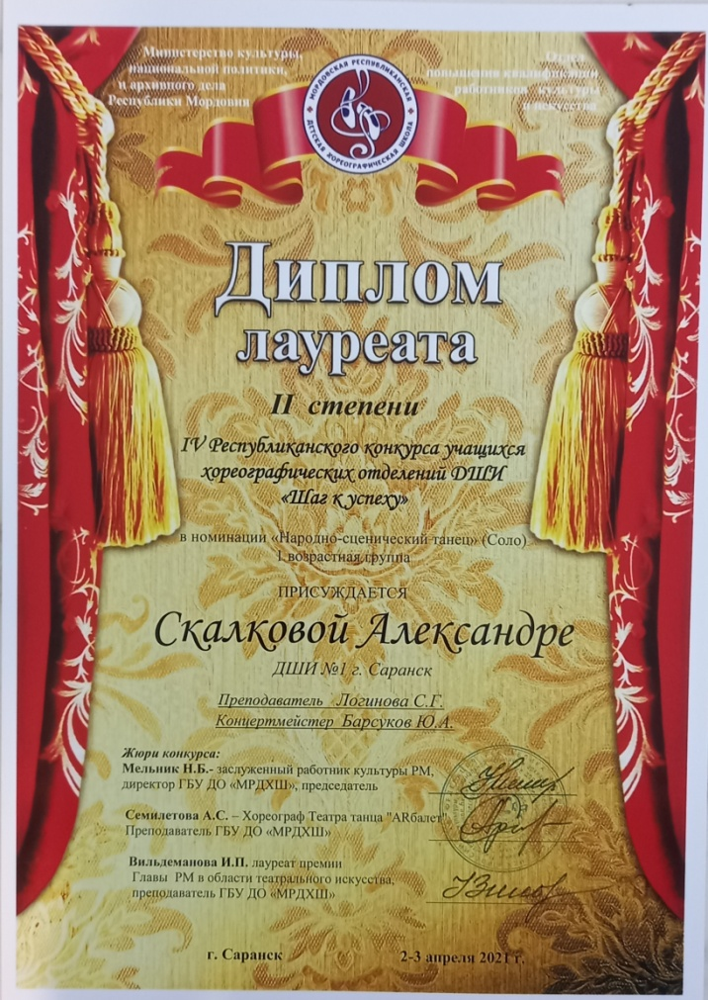 Министерство культуры,
национальной политики,
и архивного дела
Республики Мордовия
Отдел
повышения квалификации
работников культуры
и искусства
МОРДОВСКАЯ РЕСПУБЛИКАНСКАЯ
ДЕТСКАЯ ХОРЕОГРАФИЧЕСКАЯ ШКОЛА
Диплом
лауреата
II степени
IV Республиканского конкурса учащихся
хореографических отделений ДШИ
«Шаг к успеху»
в номинации «Народно-сценический танец» (Соло)
1 возрастная группа
ПРИСУЖДАЕТСЯ
Скалковой Александре
ДШИ №1 г. Саранск
Преподаватель Логинова С.Г.
Концертмейстер Барсуков Ю.А.
Жюри конкурса:
Мельник Н.Б.- заслуженный работник культуры РМ,
директор ГБУ ДО «МРДХШ», председатель
Семилетова А.С. – Хореограф Театра танца "ARбалет"
Преподаватель ГБУ ДО «МРДХШ»
Вильдеманова И.П. лауреат премии
Главы РМ в области театрального искусства,
преподаватель ГБУ ДО «МРДХШ»
г. Саранск
2-3 апреля 2021 г.